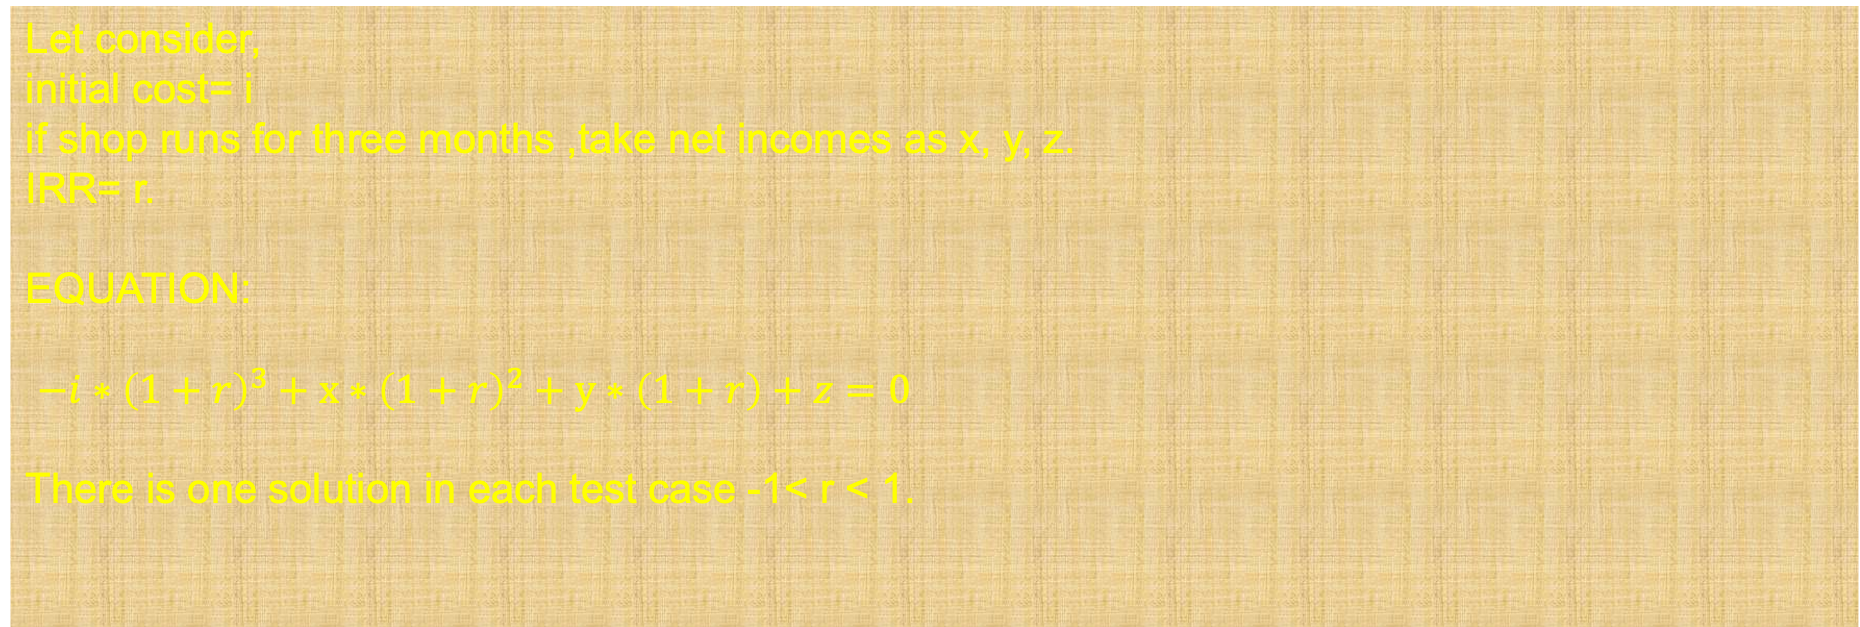 Let consider,
initial cost= i
if shop runs for three months ,take net incomes as x, y, z.
IRR= r.
EQUATION:
−i ∗ (1 + r)³ + x ∗ (1 + r)² + y ∗ (1 + r) + z = 0
There is one solution in each test case -1< r < 1.